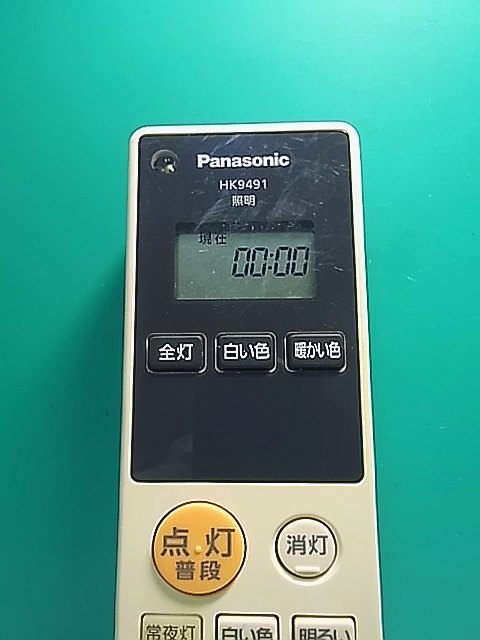 Panasonic
HK9491
照明
現在
00:00
全灯 白い色 暖かい色
点灯 消灯
普段
常夜灯 白い色 明るい